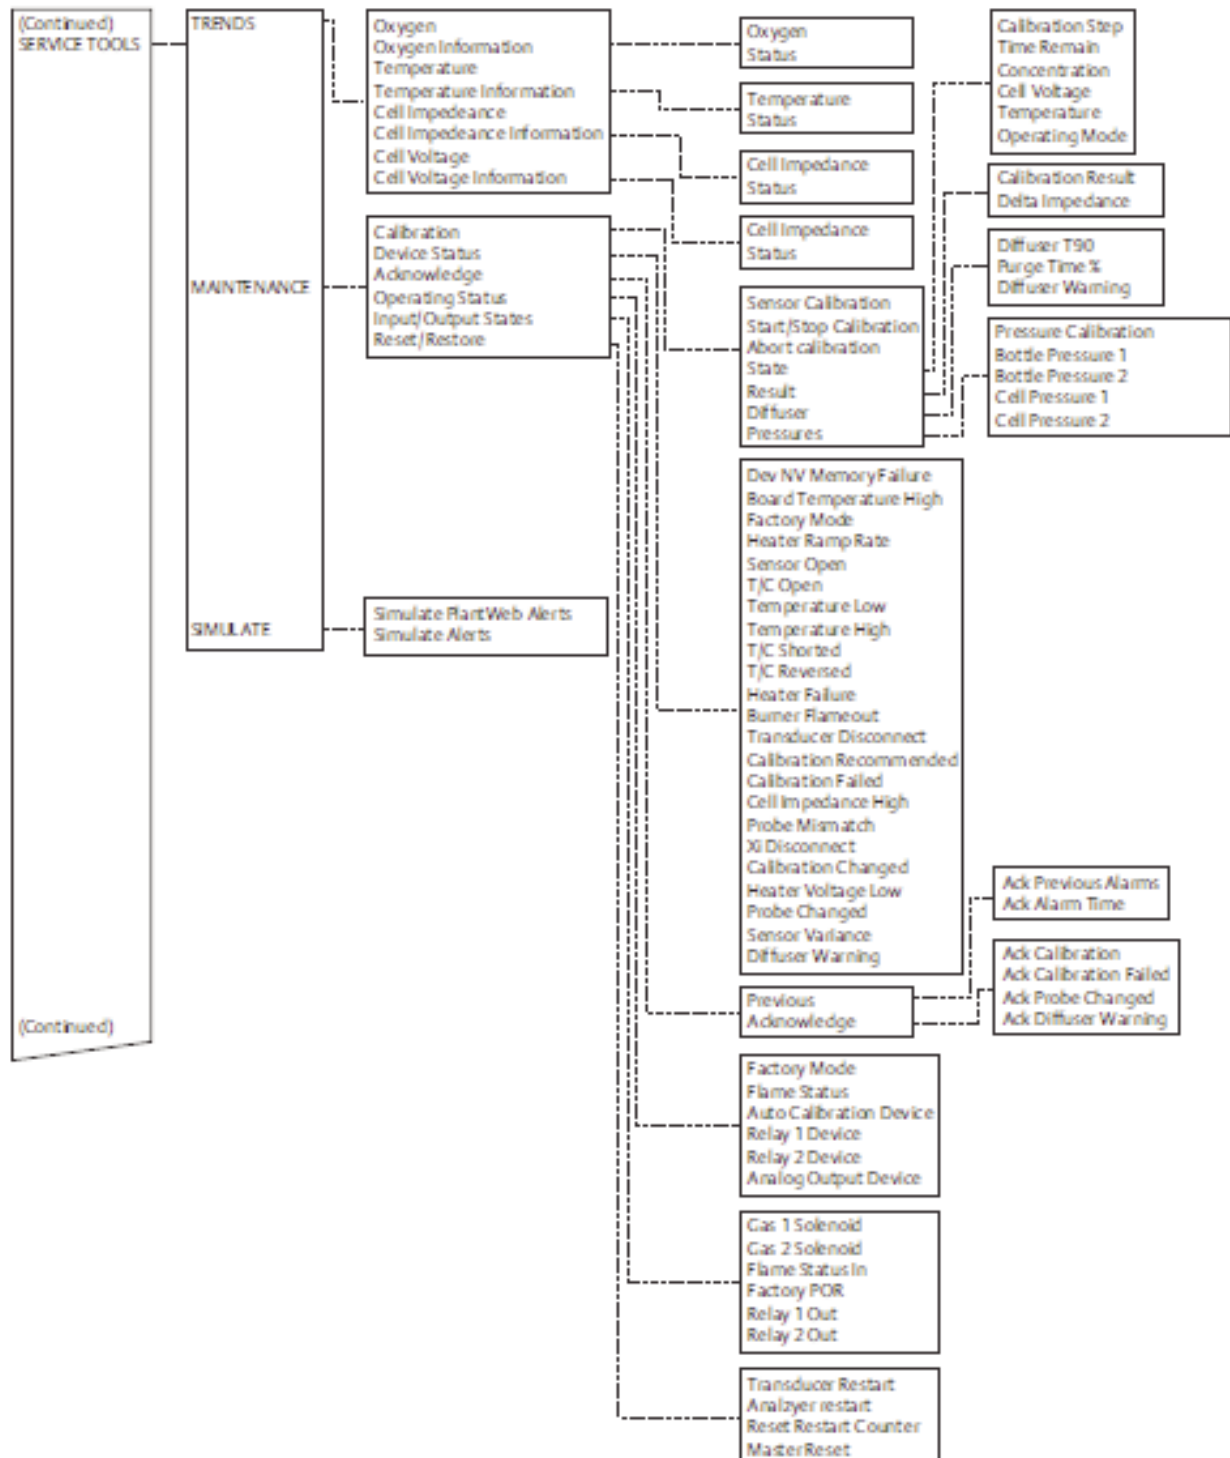 (Continued)
SERVICE TOOLS
(Continued)
TRENDS
MAINTENANCE
SIMULATE
Oxygen
Oxygen Information
Temperature
Temperature Information
Cell Impedeance
Cell Impedeance Information
Cell Voltage
Cell Voltage Information
Calibration
Device Status
Acknowledge
Operating Status
Input/Output States
Reset/Restore
Simulate PlantWeb Alerts
Simulate Alerts
Oxygen
Status
Temperature
Status
Cell Impedance
Status
Cell Impedance
Status
Sensor Calibration
Start/Stop Calibration
Abort calibration
State
Result
Diffuser
Pressures
Dev NV Memory Failure
Board Temperature High
Factory Mode
Heater Ramp Rate
Sensor Open
T/C Open
Temperature Low
Temperature High
T/C Shorted
T/C Reversed
Heater Failure
Burner Flameout
Transducer Disconnect
Calibration Recommended
Calibration Failed
Cell Impedance High
Probe Mismatch
Xi Disconnect
Calibration Changed
Heater Voltage Low
Probe Changed
Sensor Variance
Diffuser Warning
Previous
Acknowledge
Factory Mode
Flame Status
Auto Calibration Device
Relay 1 Device
Relay 2 Device
Analog Output Device
Gas 1 Solenoid
Gas 2 Solenoid
Flame Status In
Factory POR
Relay 1 Out
Relay 2 Out
Transducer Restart
Analzyer restart
Reset Restart Counter
Master Reset
Calibration Step
Time Remain
Concentration
Cell Voltage
Temperature
Operating Mode
Calibration Result
Delta Impedance
Diffuser T90
Purge Time %
Diffuser Warning
Pressure Calibration
Bottle Pressure 1
Bottle Pressure 2
Cell Pressure 1
Cell Pressure 2
Ack Previous Alarms
Ack Alarm Time
Ack Calibration
Ack Calibration Failed
Ack Probe Changed
Ack Diffuser Warning